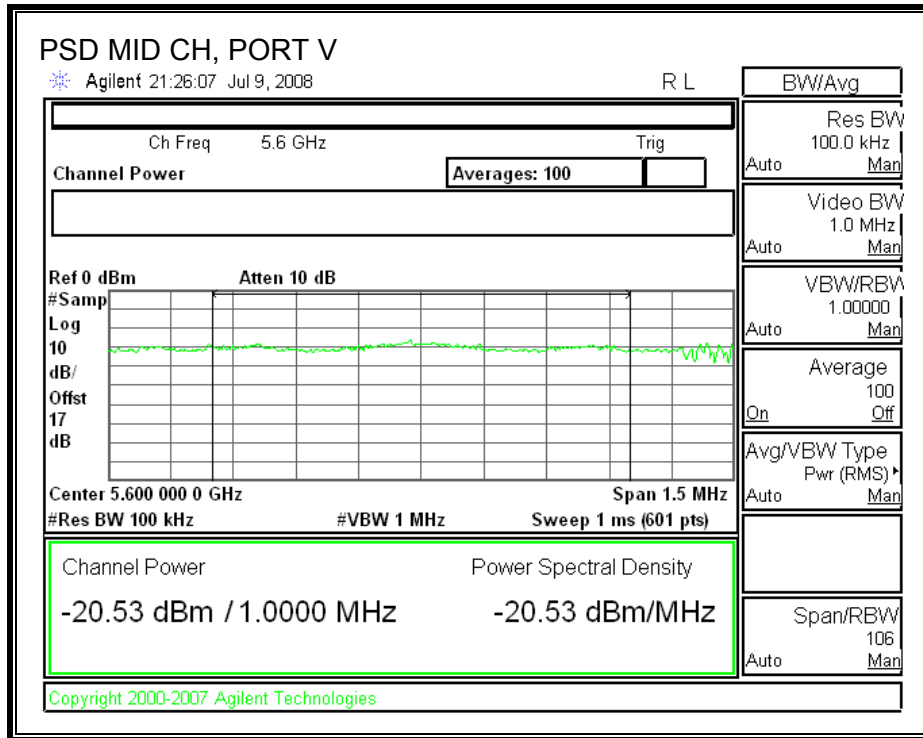 PSD MID CH, PORT V
Agilent 21:26:07 Jul 9, 2008 R L
Ch Freq 5.6 GHz Trig
Channel Power Averages: 100
Ref 0 dBm Atten 10 dB
#Samp
Log
10
dB/
Offst
17
dB
Center 5.600 000 0 GHz Span 1.5 MHz
#Res BW 100 kHz #VBW 1 MHz Sweep 1 ms (601 pts)
Channel Power Power Spectral Density
-20.53 dBm / 1.0000 MHz -20.53 dBm/MHz
Copyright 2000-2007 Agilent Technologies
BW/Avg
Res BW
100.0 kHz
Auto Man
Video BW
1.0 MHz
Auto Man
VBW/RBW
1.00000
Auto Man
Average
100
On Off
Avg/VBW Type
Pwr (RMS)
Auto Man
Span/RBW
106
Auto Man